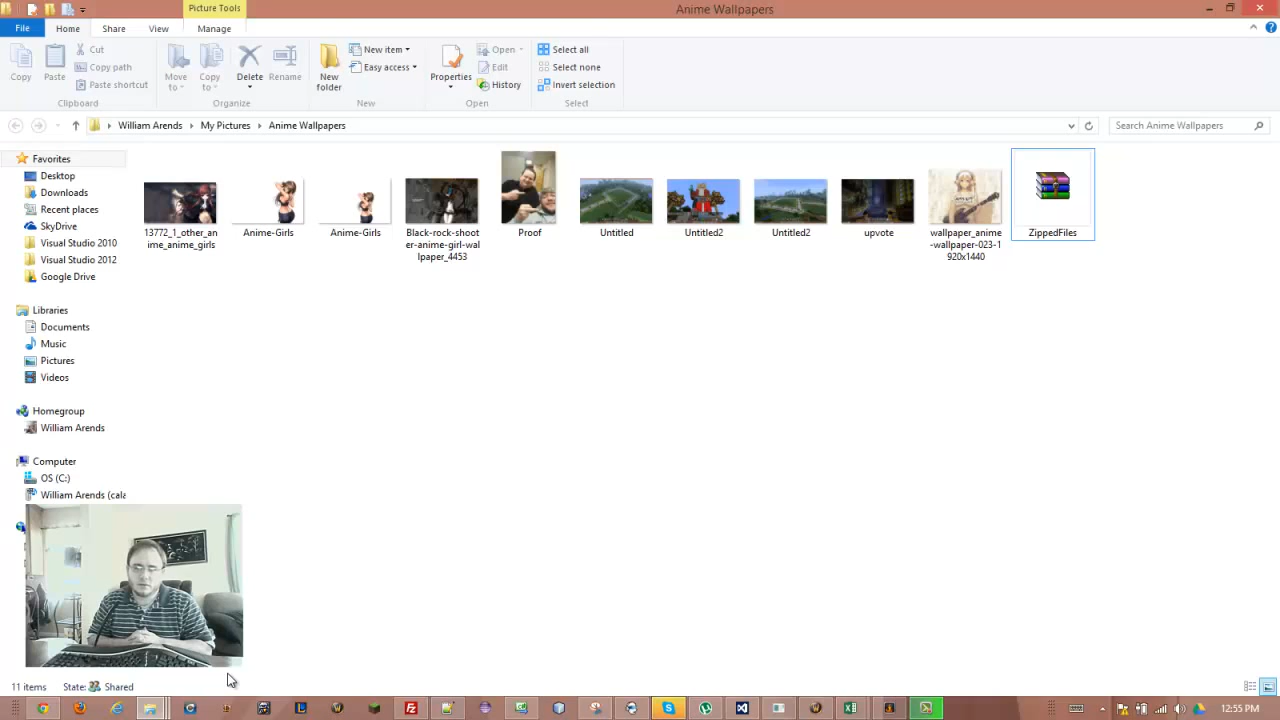 Picture Tools
Anime Wallpapers
File
Home
Share
View
Manage
Copy
Paste
Cut
Copy path
Paste shortcut
Clipboard
Move to
Copy to
Delete
Rename
Organize
New folder
New item
Easy access
New
Properties
Open
Edit
History
Open
Select all
Select none
Invert selection
Select
William Arends
My Pictures
Anime Wallpapers
Search Anime Wallpapers
Favorites
Desktop
Downloads
Recent places
SkyDrive
Visual Studio 2010
Visual Studio 2012
Google Drive
Libraries
Documents
Music
Pictures
Videos
Homegroup
William Arends
Computer
OS (C:)
William Arends (cala
13772_1_other_an
ime_anime_girls
Anime-Girls
Anime-Girls
Black-rock-shoot
er-anime-girl-wal
lpaper_4453
Proof
Untitled
Untitled2
Untitled2
upvote
wallpaper_anime
-wallpaper-023-1
920x1440
ZippedFiles
11 items
State:
Shared
12:55 PM